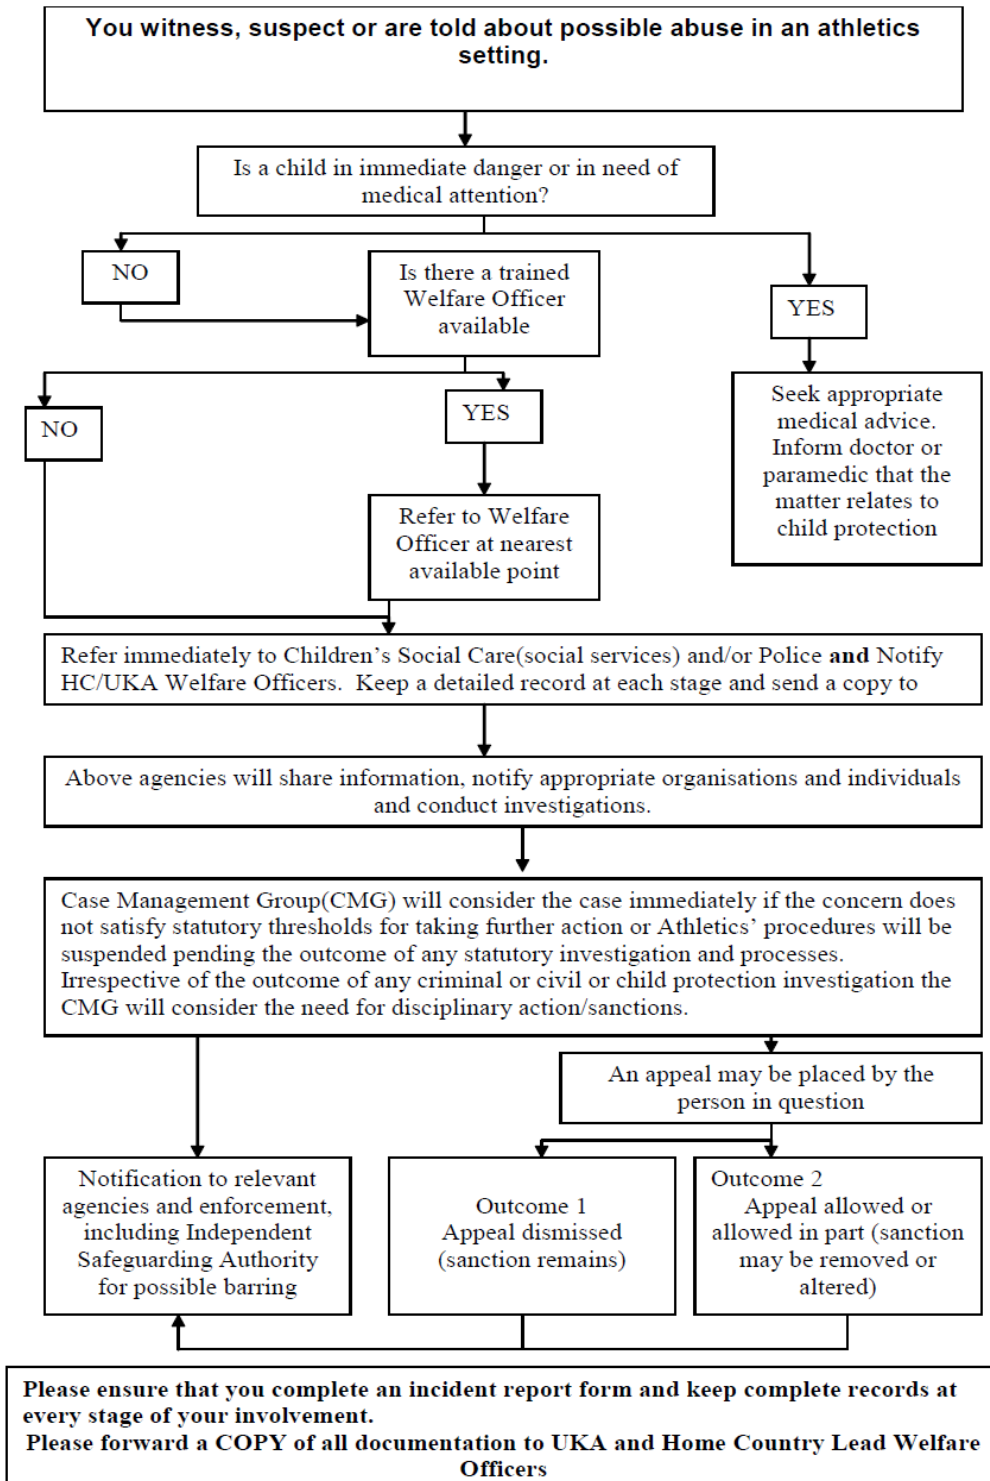 You witness, suspect or are told about possible abuse in an athletics
setting.
Is a child in immediate danger or in need of
medical attention?
NO
Is there a trained
Welfare Officer
available
YES
NO
YES
Seek appropriate
medical advice.
Inform doctor or
paramedic that the
matter relates to
child protection
Refer to Welfare
Officer at nearest
available point
Refer immediately to Children’s Social Care(social services) and/or Police and Notify
HC/UKA Welfare Officers.  Keep a detailed record at each stage and send a copy to
Above agencies will share information, notify appropriate organisations and individuals
and conduct investigations.
Case Management Group(CMG) will consider the case immediately if the concern does
not satisfy statutory thresholds for taking further action or Athletics’ procedures will be
suspended pending the outcome of any statutory investigation and processes.
Irrespective of the outcome of any criminal or civil or child protection investigation the
CMG will consider the need for disciplinary action/sanctions.
An appeal may be placed by the
person in question
Notification to relevant
agencies and enforcement,
including Independent
Safeguarding Authority
for possible barring
Outcome 1
Appeal dismissed
(sanction remains)
Outcome 2
Appeal allowed or
allowed in part (sanction
may be removed or
altered)
Please ensure that you complete an incident report form and keep complete records at
every stage of your involvement.
Please forward a COPY of all documentation to UKA and Home Country Lead Welfare
Officers